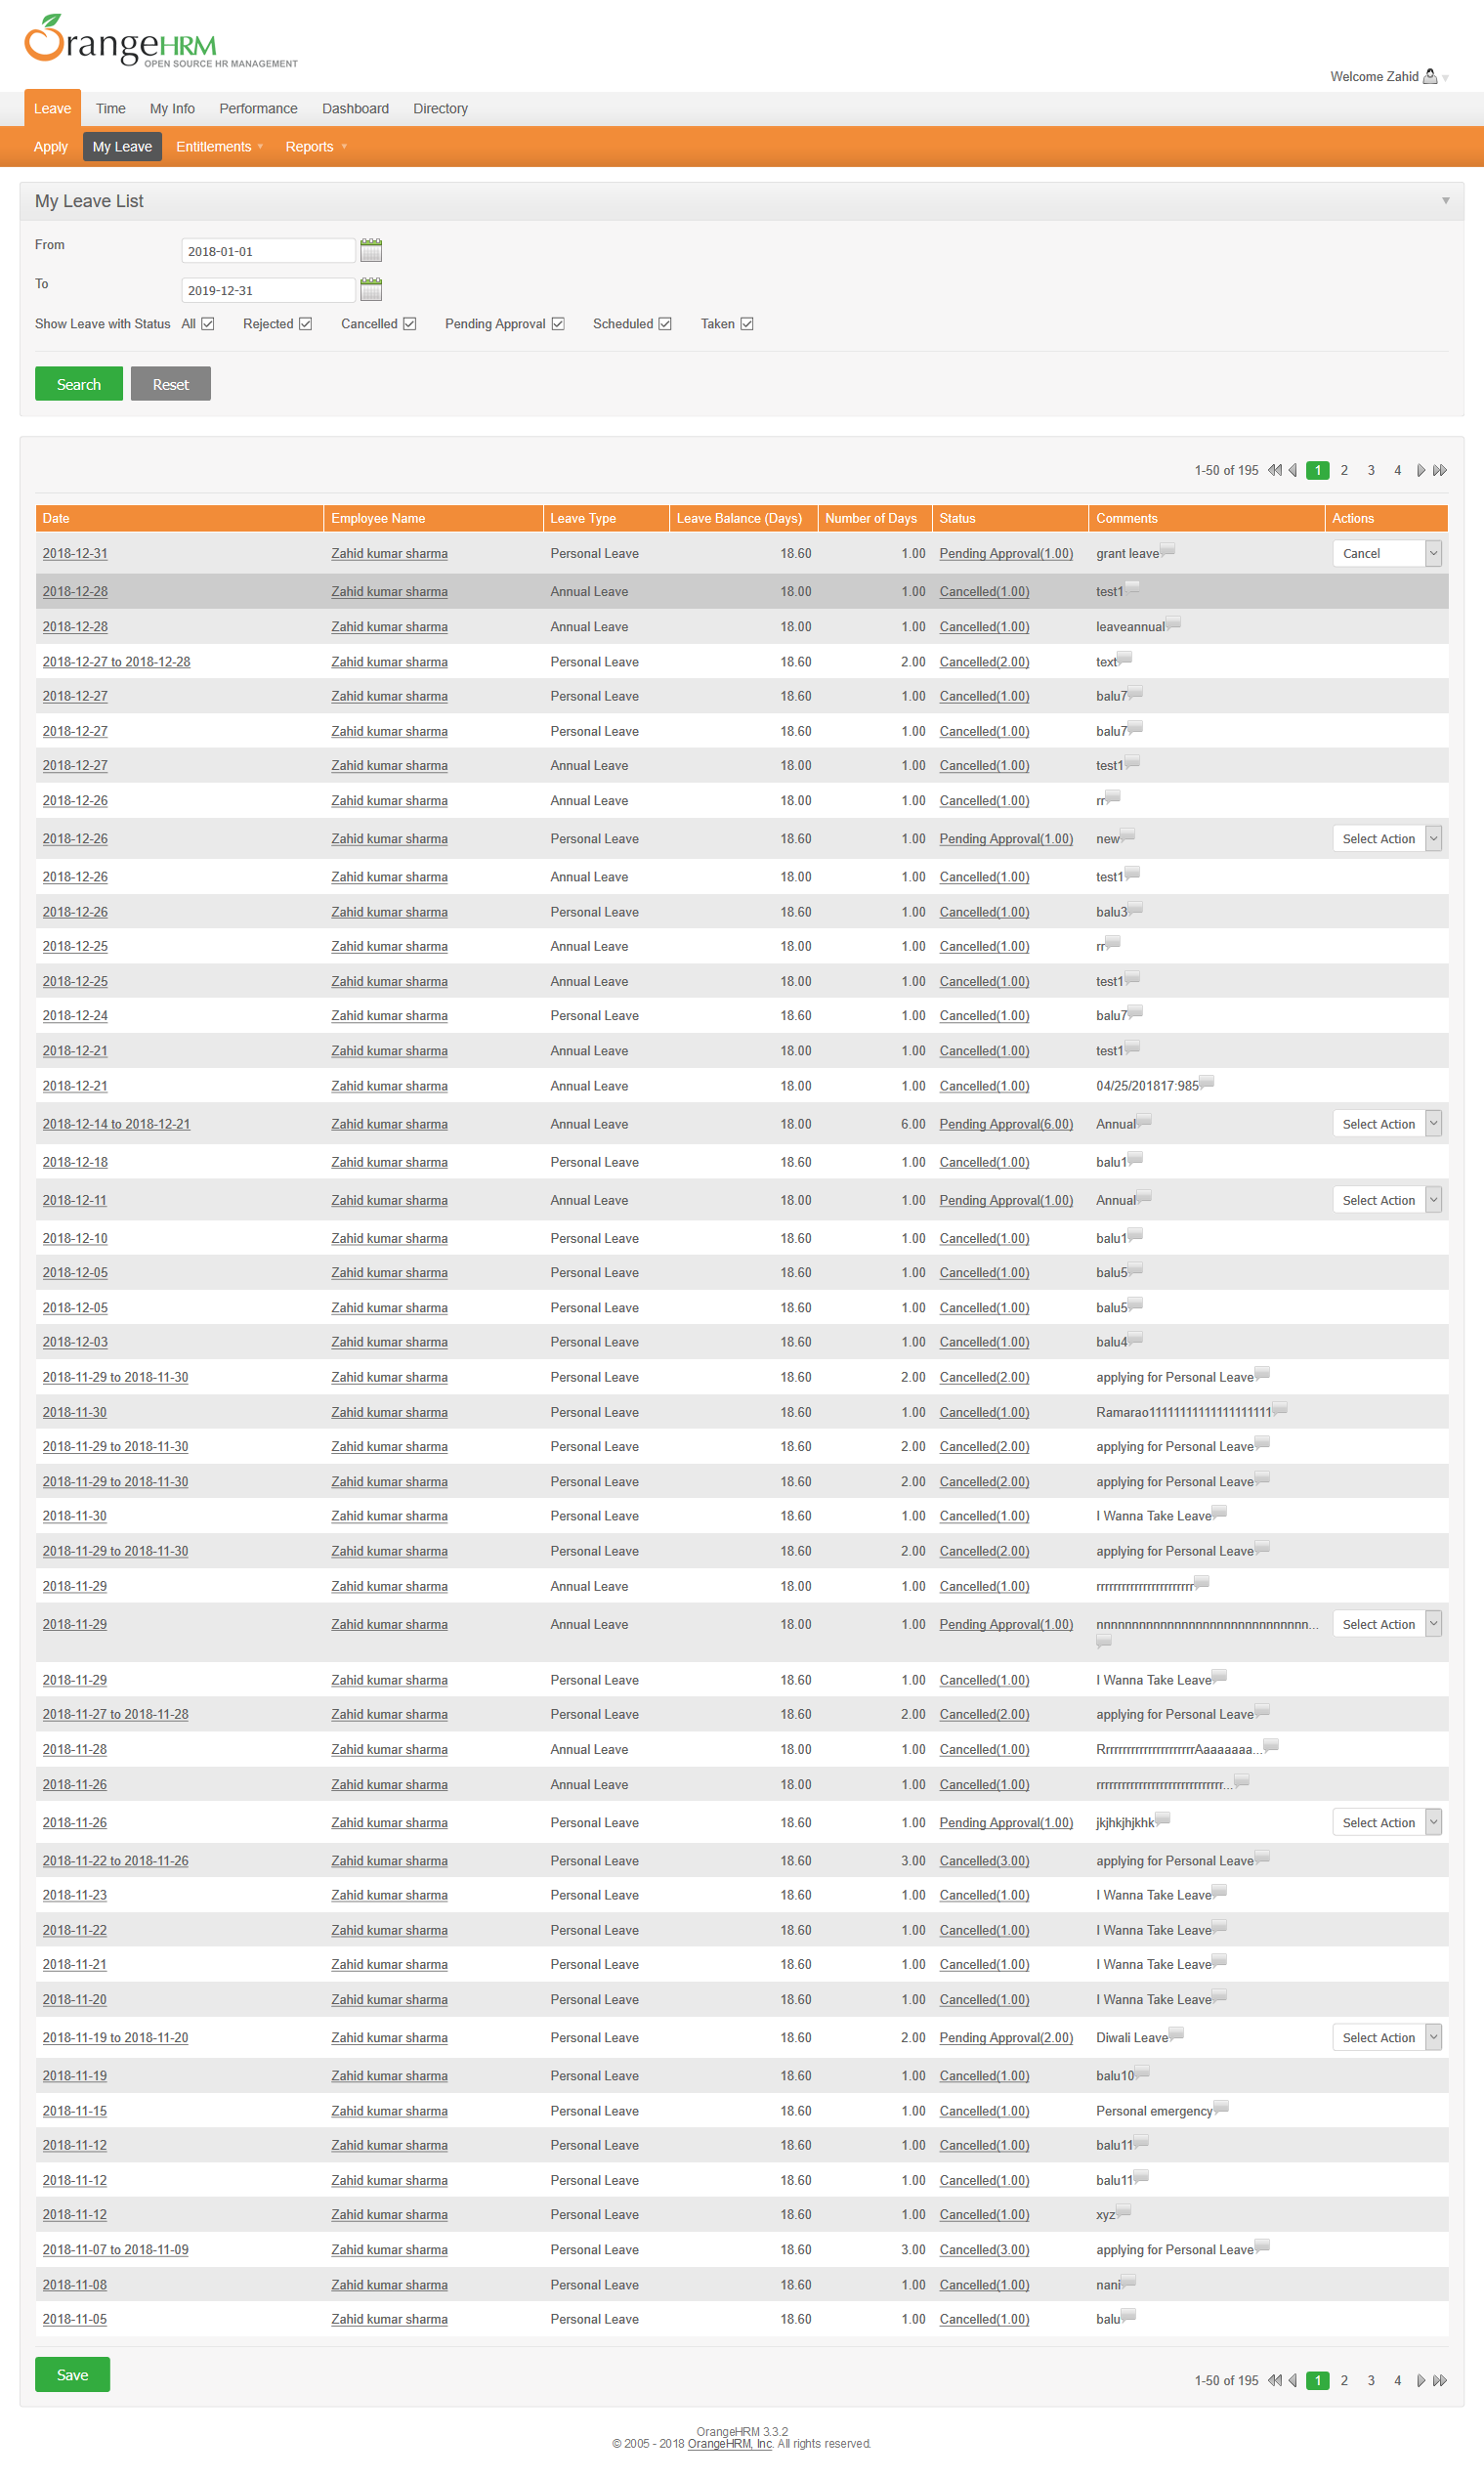 OrangeHRM
OPEN SOURCE HR MANAGEMENT
Welcome Zahid
Leave Time My Info Performance Dashboard Directory
Apply My Leave Entitlements Reports
My Leave List
From 2018-01-01
To 2019-12-31
Show Leave with Status All Rejected Cancelled Pending Approval Scheduled Taken
Search Reset
1-50 of 195 1 2 3 4
Date Employee Name Leave Type Leave Balance (Days) Number of Days Status Comments Actions
2018-12-31 Zahid kumar sharma Personal Leave 18.60 1.00 Pending Approval(1.00) grant leave Cancel
2018-12-28 Zahid kumar sharma Annual Leave 18.00 1.00 Cancelled(1.00) test1
2018-12-28 Zahid kumar sharma Annual Leave 18.00 1.00 Cancelled(1.00) leaveannual
2018-12-27 to 2018-12-28 Zahid kumar sharma Personal Leave 18.60 2.00 Cancelled(2.00) text
2018-12-27 Zahid kumar sharma Personal Leave 18.60 1.00 Cancelled(1.00) balu7
2018-12-27 Zahid kumar sharma Personal Leave 18.60 1.00 Cancelled(1.00) balu7
2018-12-27 Zahid kumar sharma Annual Leave 18.00 1.00 Cancelled(1.00) test1
2018-12-26 Zahid kumar sharma Annual Leave 18.00 1.00 Cancelled(1.00) rr
2018-12-26 Zahid kumar sharma Personal Leave 18.60 1.00 Pending Approval(1.00) new Select Action
2018-12-26 Zahid kumar sharma Annual Leave 18.00 1.00 Cancelled(1.00) test1
2018-12-26 Zahid kumar sharma Personal Leave 18.60 1.00 Cancelled(1.00) balu3
2018-12-25 Zahid kumar sharma Annual Leave 18.00 1.00 Cancelled(1.00) rr
2018-12-25 Zahid kumar sharma Annual Leave 18.00 1.00 Cancelled(1.00) test1
2018-12-24 Zahid kumar sharma Personal Leave 18.60 1.00 Cancelled(1.00) balu7
2018-12-21 Zahid kumar sharma Annual Leave 18.00 1.00 Cancelled(1.00) test1
2018-12-21 Zahid kumar sharma Annual Leave 18.00 1.00 Cancelled(1.00) 04/25/201817:985
2018-12-14 to 2018-12-21 Zahid kumar sharma Annual Leave 18.00 6.00 Pending Approval(6.00) Annual Select Action
2018-12-18 Zahid kumar sharma Personal Leave 18.60 1.00 Cancelled(1.00) balu1
2018-12-11 Zahid kumar sharma Annual Leave 18.00 1.00 Pending Approval(1.00) Annual Select Action
2018-12-10 Zahid kumar sharma Personal Leave 18.60 1.00 Cancelled(1.00) balu1
2018-12-05 Zahid kumar sharma Personal Leave 18.60 1.00 Cancelled(1.00) balu5
2018-12-05 Zahid kumar sharma Personal Leave 18.60 1.00 Cancelled(1.00) balu5
2018-12-03 Zahid kumar sharma Personal Leave 18.60 1.00 Cancelled(1.00) balu4
2018-11-29 to 2018-11-30 Zahid kumar sharma Personal Leave 18.60 2.00 Cancelled(2.00) applying for Personal Leave
2018-11-30 Zahid kumar sharma Personal Leave 18.60 1.00 Cancelled(1.00)
2018-11-29 to 2018-11-30 Zahid kumar sharma Personal Leave 18.60 2.00 Cancelled(2.00) applying for Personal Leave
2018-11-29 to 2018-11-30 Zahid kumar sharma Personal Leave 18.60 2.00 Cancelled(2.00) applying for Personal Leave
2018-11-30 Zahid kumar sharma Personal Leave 18.60 1.00 Cancelled(1.00) I Wanna Take Leave
2018-11-29 to 2018-11-30 Zahid kumar sharma Personal Leave 18.60 2.00 Cancelled(2.00) applying for Personal Leave
2018-11-29 Zahid kumar sharma Annual Leave 18.00 1.00 Cancelled(1.00)
2018-11-29 Zahid kumar sharma Annual Leave 18.00 1.00 Pending Approval(1.00) Select Action
2018-11-29 Zahid kumar sharma Personal Leave 18.60 1.00 Cancelled(1.00) I Wanna Take Leave
2018-11-27 to 2018-11-28 Zahid kumar sharma Personal Leave 18.60 2.00 Cancelled(2.00) applying for Personal Leave
2018-11-28 Zahid kumar sharma Annual Leave 18.00 1.00 Cancelled(1.00)
2018-11-26 Zahid kumar sharma Annual Leave 18.00 1.00 Cancelled(1.00)
2018-11-26 Zahid kumar sharma Personal Leave 18.60 1.00 Pending Approval(1.00) jkjhkjhjkhk Select Action
2018-11-22 to 2018-11-26 Zahid kumar sharma Personal Leave 18.60 3.00 Cancelled(3.00) applying for Personal Leave
2018-11-23 Zahid kumar sharma Personal Leave 18.60 1.00 Cancelled(1.00) I Wanna Take Leave
2018-11-22 Zahid kumar sharma Personal Leave 18.60 1.00 Cancelled(1.00) I Wanna Take Leave
2018-11-21 Zahid kumar sharma Personal Leave 18.60 1.00 Cancelled(1.00) I Wanna Take Leave
2018-11-20 Zahid kumar sharma Personal Leave 18.60 1.00 Cancelled(1.00) I Wanna Take Leave
2018-11-19 to 2018-11-20 Zahid kumar sharma Personal Leave 18.60 2.00 Pending Approval(2.00) Diwali Leave Select Action
2018-11-19 Zahid kumar sharma Personal Leave 18.60 1.00 Cancelled(1.00) balu10
2018-11-15 Zahid kumar sharma Personal Leave 18.60 1.00 Cancelled(1.00) Personal emergency
2018-11-12 Zahid kumar sharma Personal Leave 18.60 1.00 Cancelled(1.00) balu11
2018-11-12 Zahid kumar sharma Personal Leave 18.60 1.00 Cancelled(1.00) balu11
2018-11-12 Zahid kumar sharma Personal Leave 18.60 1.00 Cancelled(1.00) xyz
2018-11-07 to 2018-11-09 Zahid kumar sharma Personal Leave 18.60 3.00 Cancelled(3.00) applying for Personal Leave
2018-11-08 Zahid kumar sharma Personal Leave 18.60 1.00 Cancelled(1.00) nani
2018-11-05 Zahid kumar sharma Personal Leave 18.60 1.00 Cancelled(1.00) balu
Save 1-50 of 195 1 2 3 4
OrangeHRM 3.3.2
© 2005 - 2018 OrangeHRM, Inc. All rights reserved.